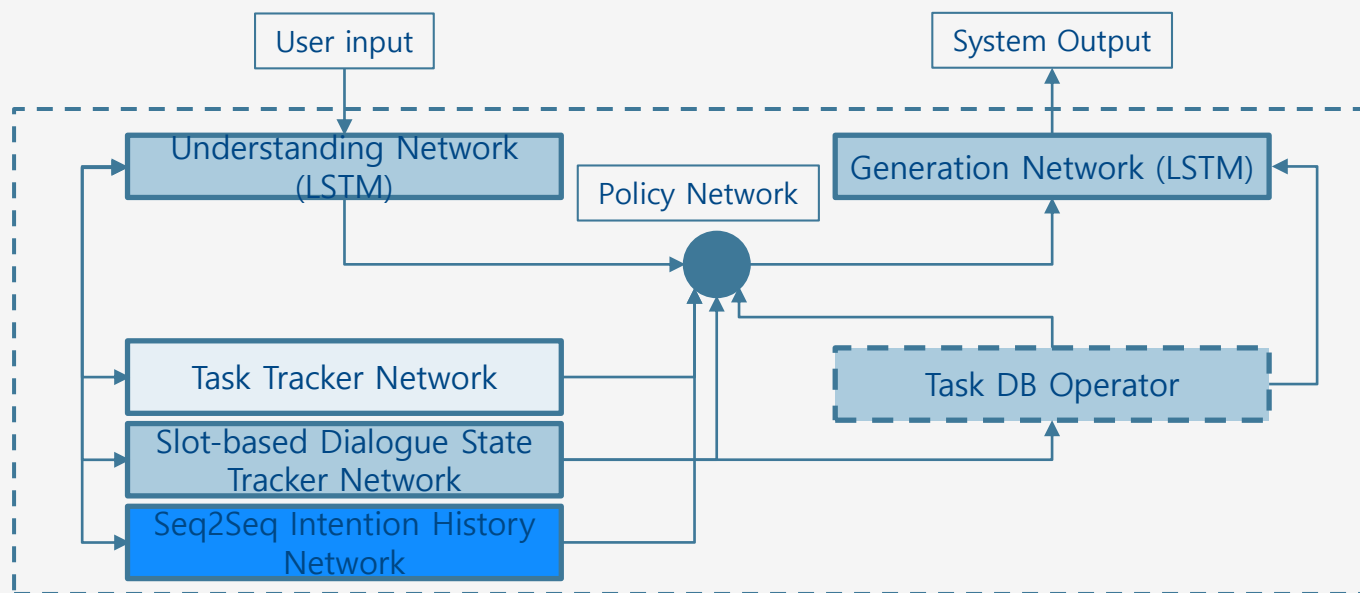 User input
System Output
Understanding Network
(LSTM)
Policy Network
Generation Network (LSTM)
Task Tracker Network
Task DB Operator
Slot-based Dialogue State
Tracker Network
Seq2Seq Intention History
Network